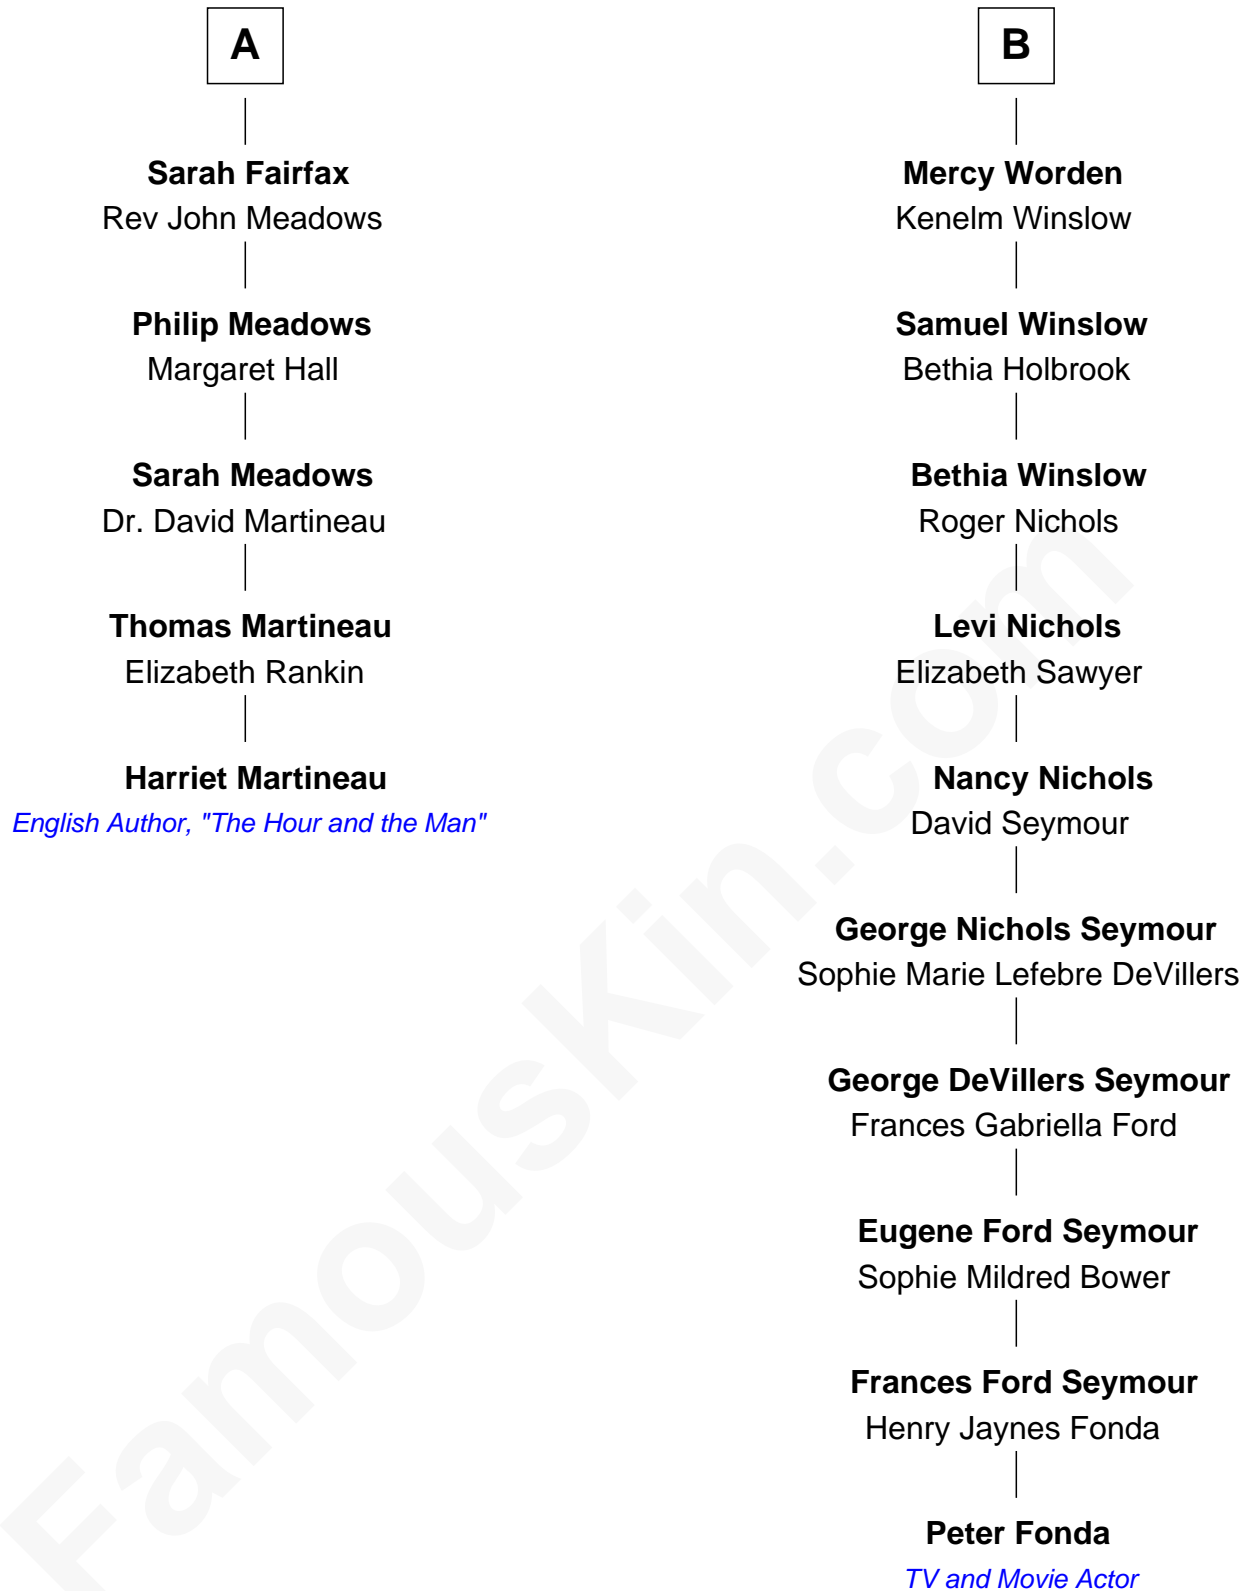 A
Sarah Fairfax
Rev John Meadows
Philip Meadows
Margaret Hall
Sarah Meadows
Dr. David Martineau
Thomas Martineau
Elizabeth Rankin
Harriet Martineau
English Author, "The Hour and the Man"
B
Mercy Worden
Kenelm Winslow
Samuel Winslow
Bethia Holbrook
Bethia Winslow
Roger Nichols
Levi Nichols
Elizabeth Sawyer
Nancy Nichols
David Seymour
George Nichols Seymour
Sophie Marie Lefebre DeVillers
George DeVillers Seymour
Frances Gabriella Ford
Eugene Ford Seymour
Sophie Mildred Bower
Frances Ford Seymour
Henry Jaynes Fonda
Peter Fonda
TV and Movie Actor
FamousKin.com